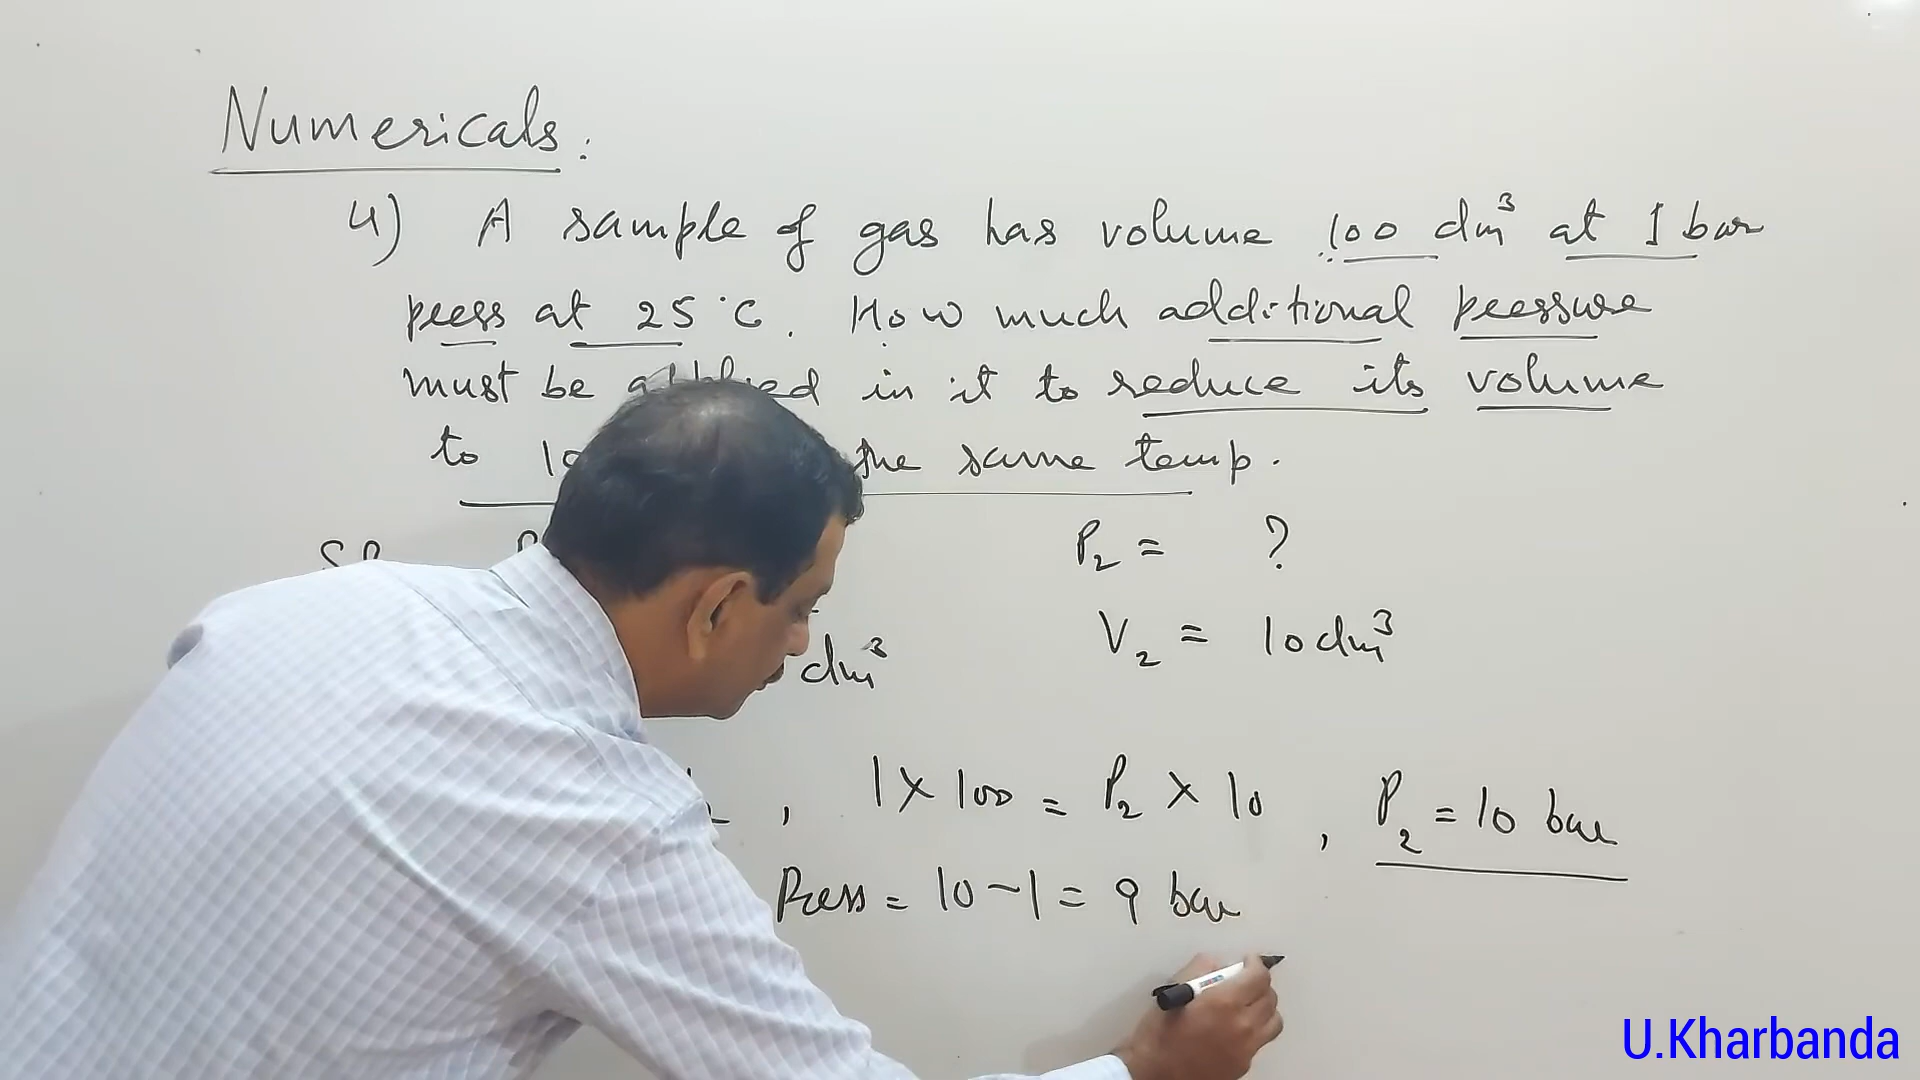 Numericals:
4) A sample of gas has volume 100 dm³ at 1 bar
press at 25°C. How much additional pressure
must be applied in it to reduce its volume
to 10 the same temp.
P₂ = ?
dm³ V₂ = 10 dm³
, 1 × 100 = P₂ × 10 , P₂ = 10 bar
Press = 10 - 1 = 9 bar
U.Kharbanda